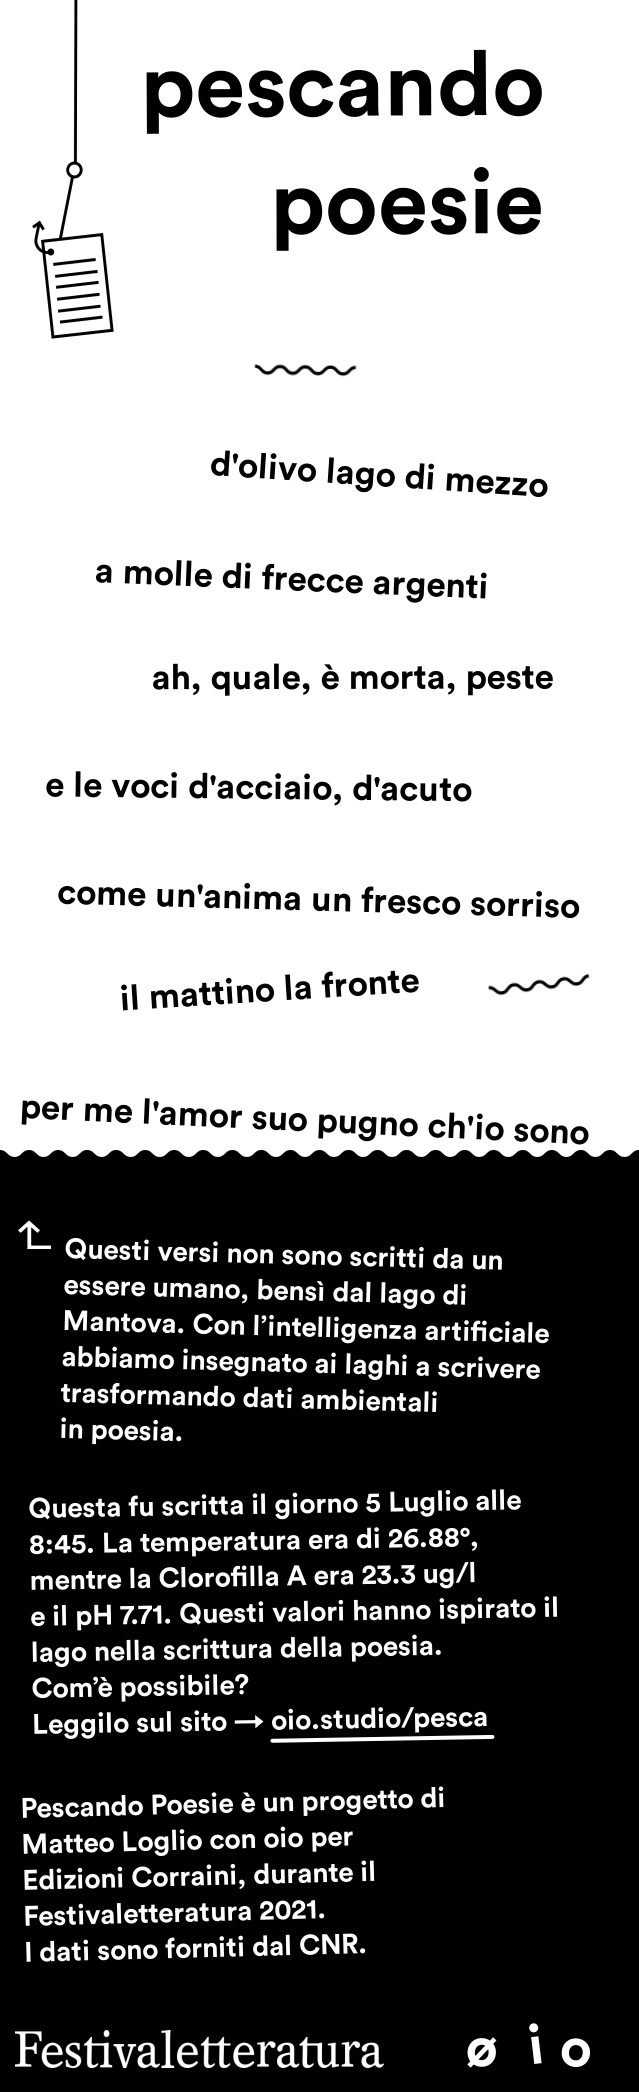 pescando
poesie
d'olivo lago di mezzo
a molle di frecce argenti
ah, quale, è morta, peste
e le voci d'acciaio, d'acuto
come un'anima un fresco sorriso
il mattino la fronte
per me l'amor suo pugno ch'io sono
Questi versi non sono scritti da un
essere umano, bensì dal lago di
Mantova. Con l’intelligenza artificiale
abbiamo insegnato ai laghi a scrivere
trasformando dati ambientali
in poesia.
Questa fu scritta il giorno 5 Luglio alle
8:45. La temperatura era di 26.88°,
mentre la Clorofilla A era 23.3 ug/l
e il pH 7.71. Questi valori hanno ispirato il
lago nella scrittura della poesia.
Com’è possibile?
Leggilo sul sito → oio.studio/pesca
Pescando Poesie è un progetto di
Matteo Loglio con oio per
Edizioni Corraini, durante il
Festivaletteratura 2021.
I dati sono forniti dal CNR.
Festivaletteratura ø i o